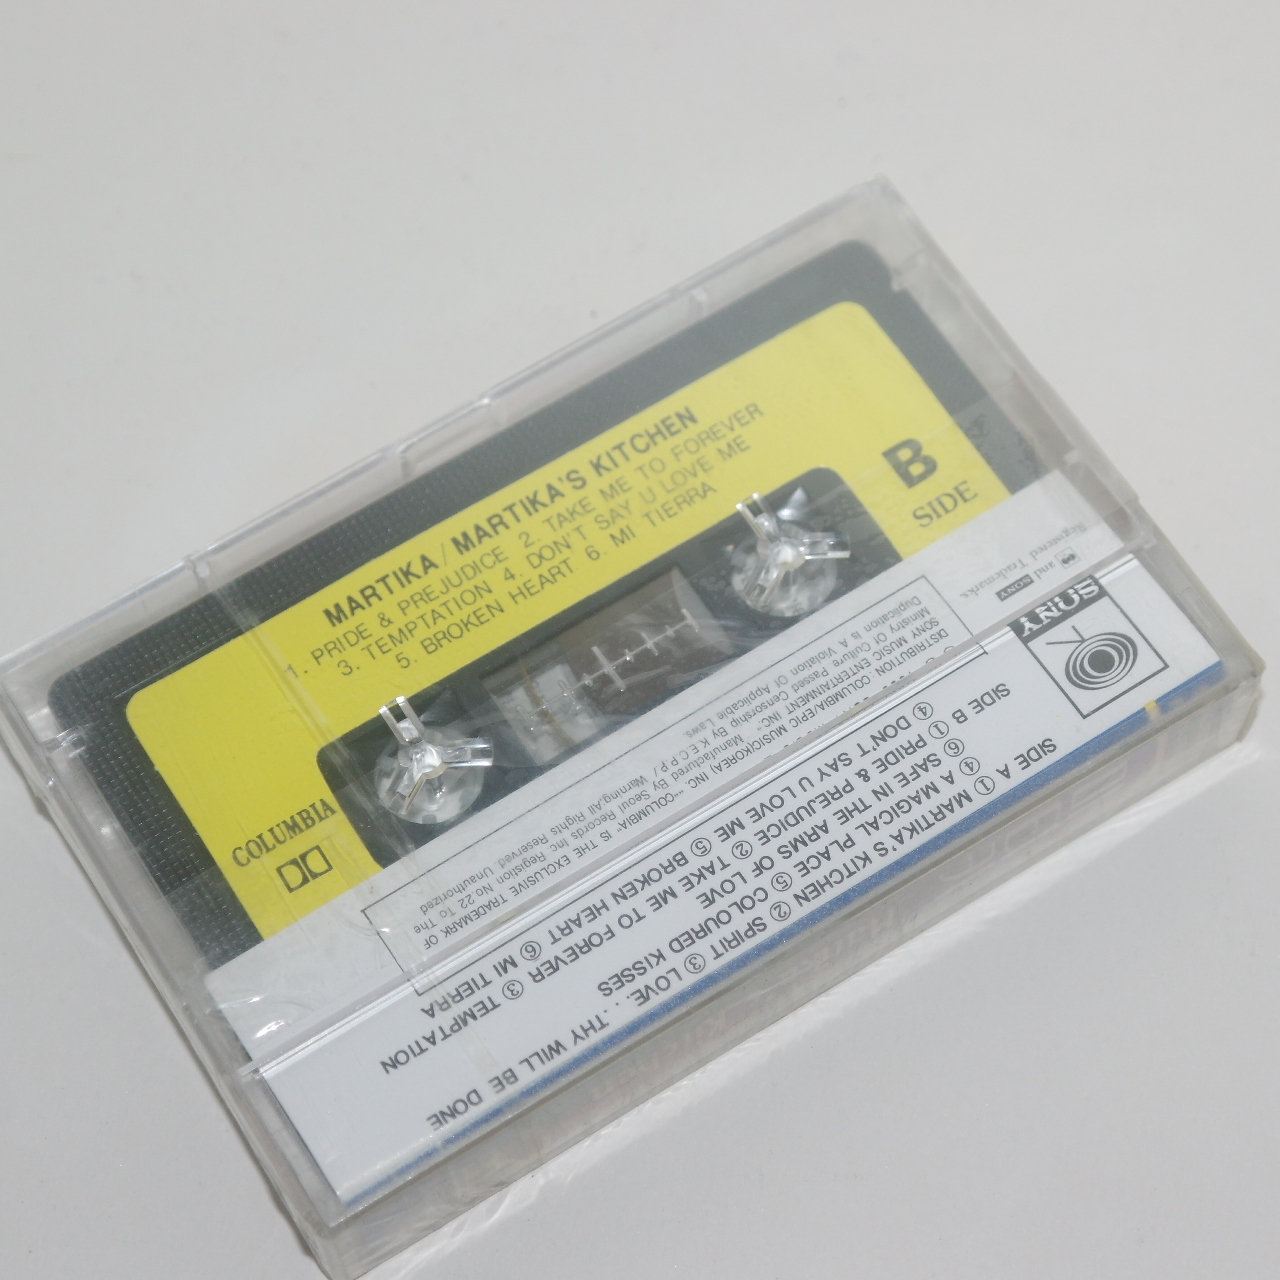 MARTIKA / MARTIKA'S KITCHEN
1. PRIDE & PREJUDICE 2. TAKE ME TO FOREVER
3. TEMPTATION 4. DON'T SAY U LOVE ME
5. BROKEN HEART 6. MI TIERRA
B
SIDE
COLUMBIA
SONY
SIDE A ① MARTIKA'S KITCHEN ② SPIRIT ③ LOVE. . .THY WILL BE DONE
④ A MAGICAL PLACE ⑤ COLOURED KISSES
⑥ SAFE IN THE ARMS OF LOVE
SIDE B ① PRIDE & PREJUDICE ② TAKE ME TO FOREVER ③ TEMPTATION
④ DON'T SAY U LOVE ME ⑤ BROKEN HEART ⑥ MI TIERRA
DISTRIBUTION : COLUMBIA/EPIC MUSIC(KOREA) INC. "COLUMBIA" IS THE EXCLUSIVE TRADEMARK OF
SONY MUSIC ENTERTAINMENT INC." Manufactured By Seoul Records Inc. Registion No.22 To The
Ministry Of Culture Passed Censorship By K.E.C.P.P./ Warning:All Rights Reserved. Unauthorized
Duplication is A Violation Of Applicable Laws.
and SONY
Registered Trademarks